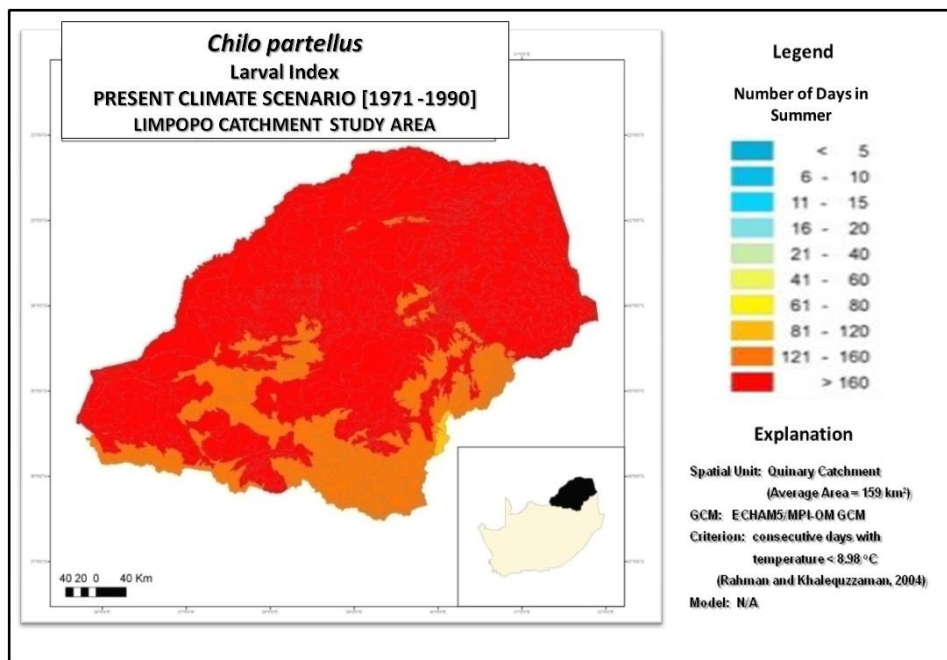 Chilo partellus
Larval Index
PRESENT CLIMATE SCENARIO [1971 -1990]
LIMPOPO CATCHMENT STUDY AREA
40 20 0 40 Km
Legend
Number of Days in
Summer
< 5
6 - 10
11 - 15
16 - 20
21 - 40
41 - 60
61 - 80
81 - 120
121 - 160
> 160
Explanation
Spatial Unit: Quinary Catchment
(Average Area = 159 km²)
GCM: ECHAM5/MPI-OM GCM
Criterion: consecutive days with
temperature < 8.98 °C
(Rahman and Khalequzzaman, 2004)
Model: N/A